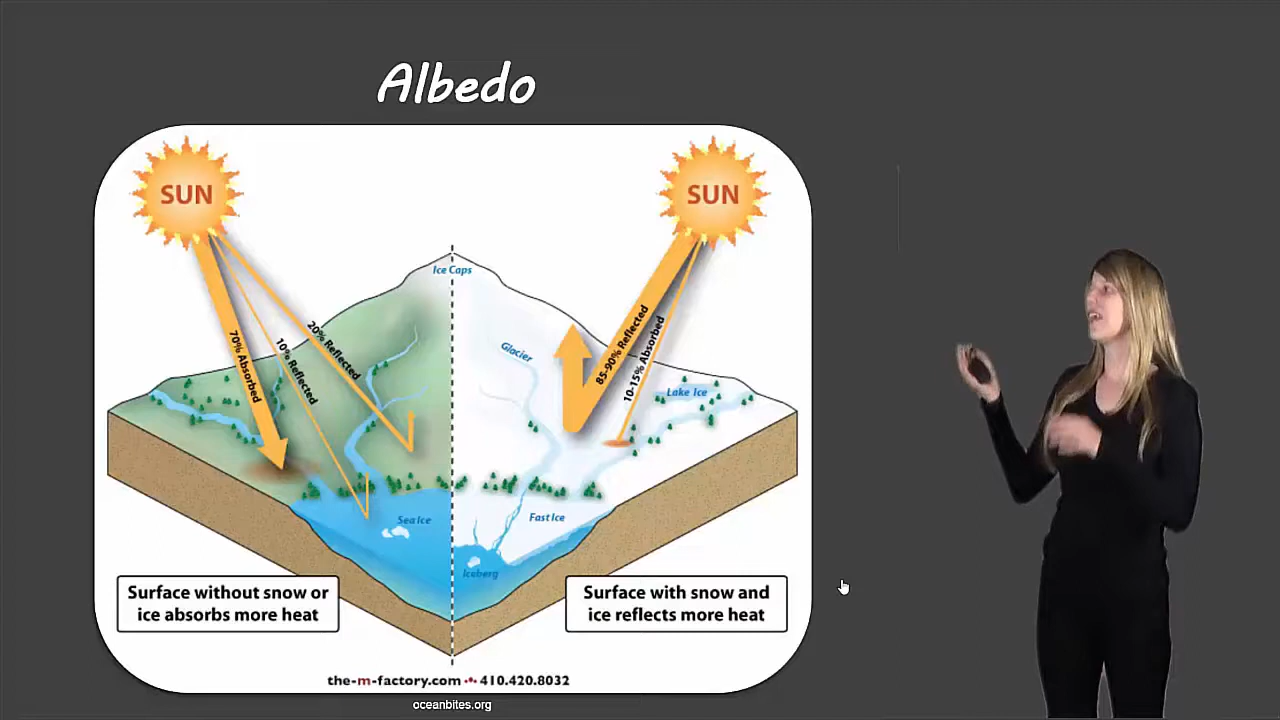 Albedo
SUN
SUN
Ice Caps
70% Absorbed
10% Reflected
20% Reflected
85-90% Reflected
10-15% Absorbed
Glacier
Lake Ice
Sea Ice
Fast Ice
Iceberg
Surface without snow or
ice absorbs more heat
Surface with snow and
ice reflects more heat
the-m-factory.com •• 410.420.8032
oceanbites.org